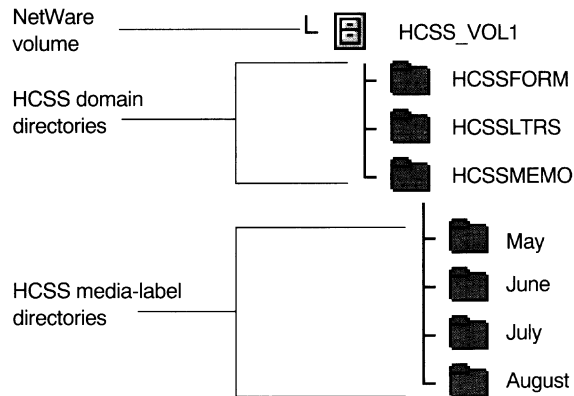 NetWare
volume
HCSS_VOL1
HCSS domain
directories
HCSSFORM
HCSSLTRS
HCSSMEMO
HCSS media-label
directories
May
June
July
August